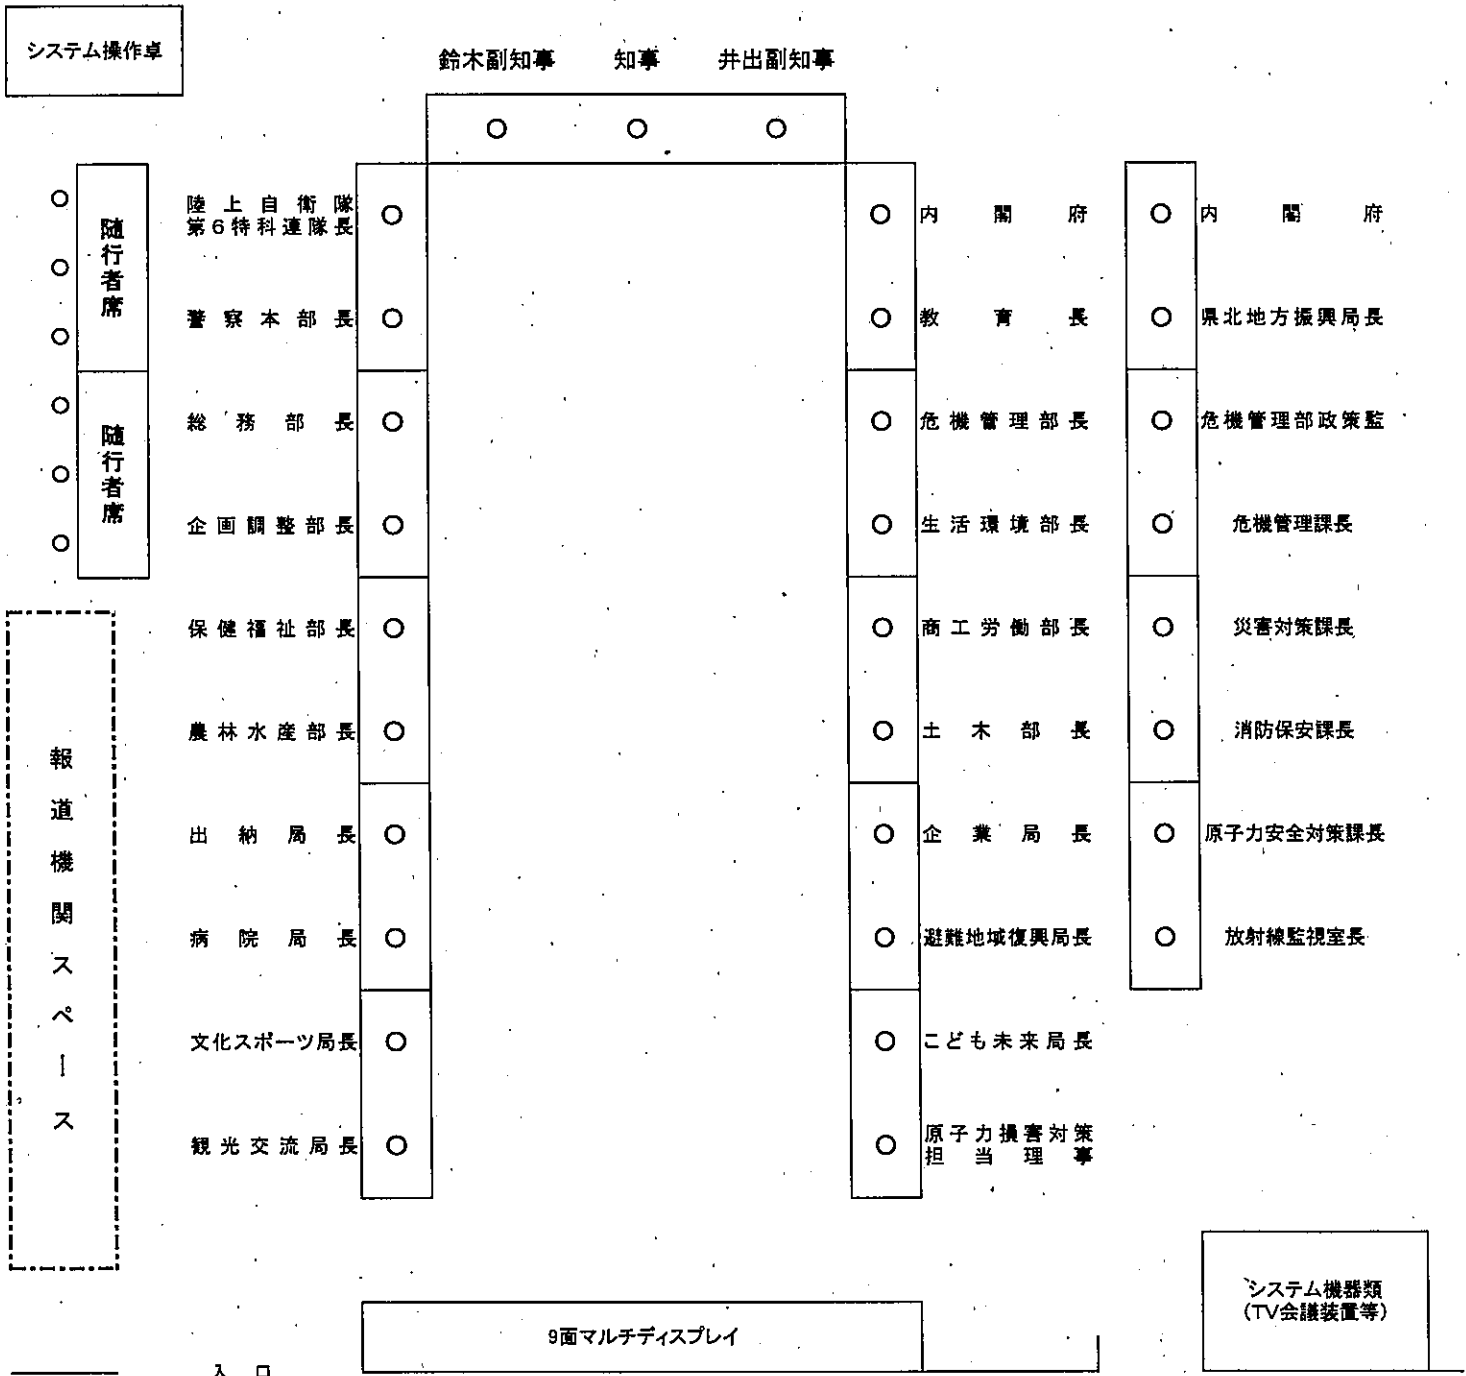 システム操作卓
鈴木副知事 知事 井出副知事
随行者席
随行者席
報道機関スペース
陸上自衛隊
第6特科連隊長
警察本部長
総務部長
企画調整部長
保健福祉部長
農林水産部長
出納局長
病院局長
文化スポーツ局長
観光交流局長
内閣府
教育長
危機管理部長
生活環境部長
商工労働部長
土木部長
企業局長
避難地域復興局長
こども未来局長
原子力損害対策
担当理事
内閣府
県北地方振興局長
危機管理部政策監
危機管理課長
災害対策課長
消防保安課長
原子力安全対策課長
放射線監視室長
システム機器類
(TV会議装置等)
9面マルチディスプレイ
入口